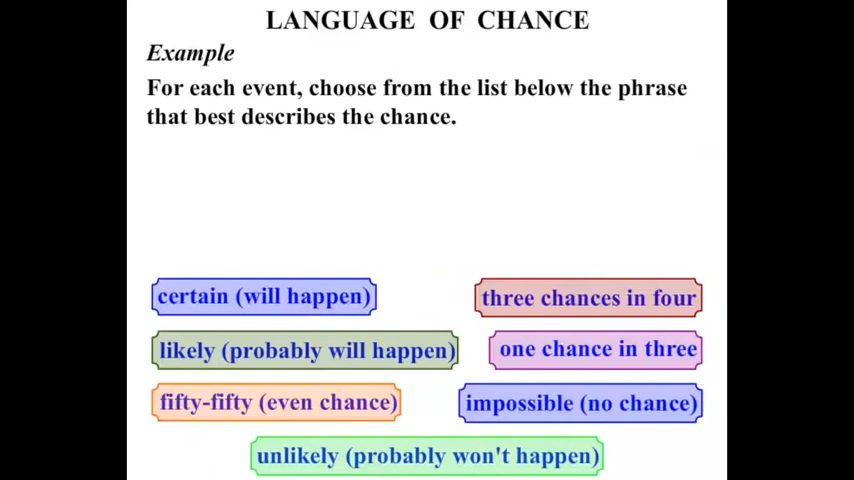 LANGUAGE OF CHANCE
Example
For each event, choose from the list below the phrase
that best describes the chance.
certain (will happen)
three chances in four
likely (probably will happen)
one chance in three
fifty-fifty (even chance)
impossible (no chance)
unlikely (probably won't happen)